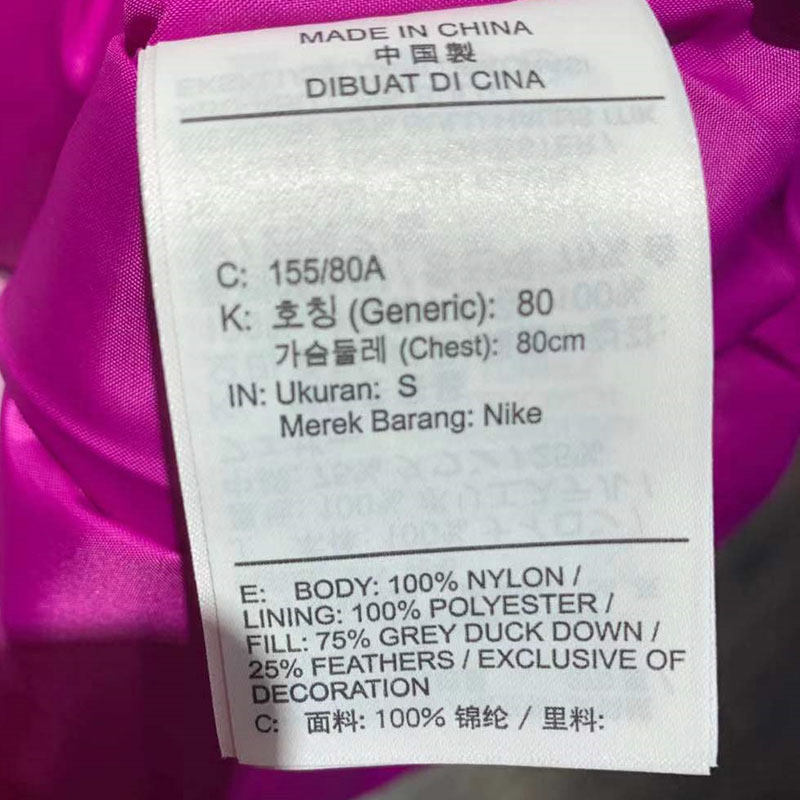 MADE IN CHINA
中国製
DIBUAT DI CINA
C: 155/80A
K: 호칭 (Generic): 80
가슴둘레 (Chest): 80cm
IN: Ukuran: S
Merek Barang: Nike
E: BODY: 100% NYLON /
LINING: 100% POLYESTER /
FILL: 75% GREY DUCK DOWN /
25% FEATHERS / EXCLUSIVE OF
DECORATION
C: 面料: 100% 锦纶 / 里料: